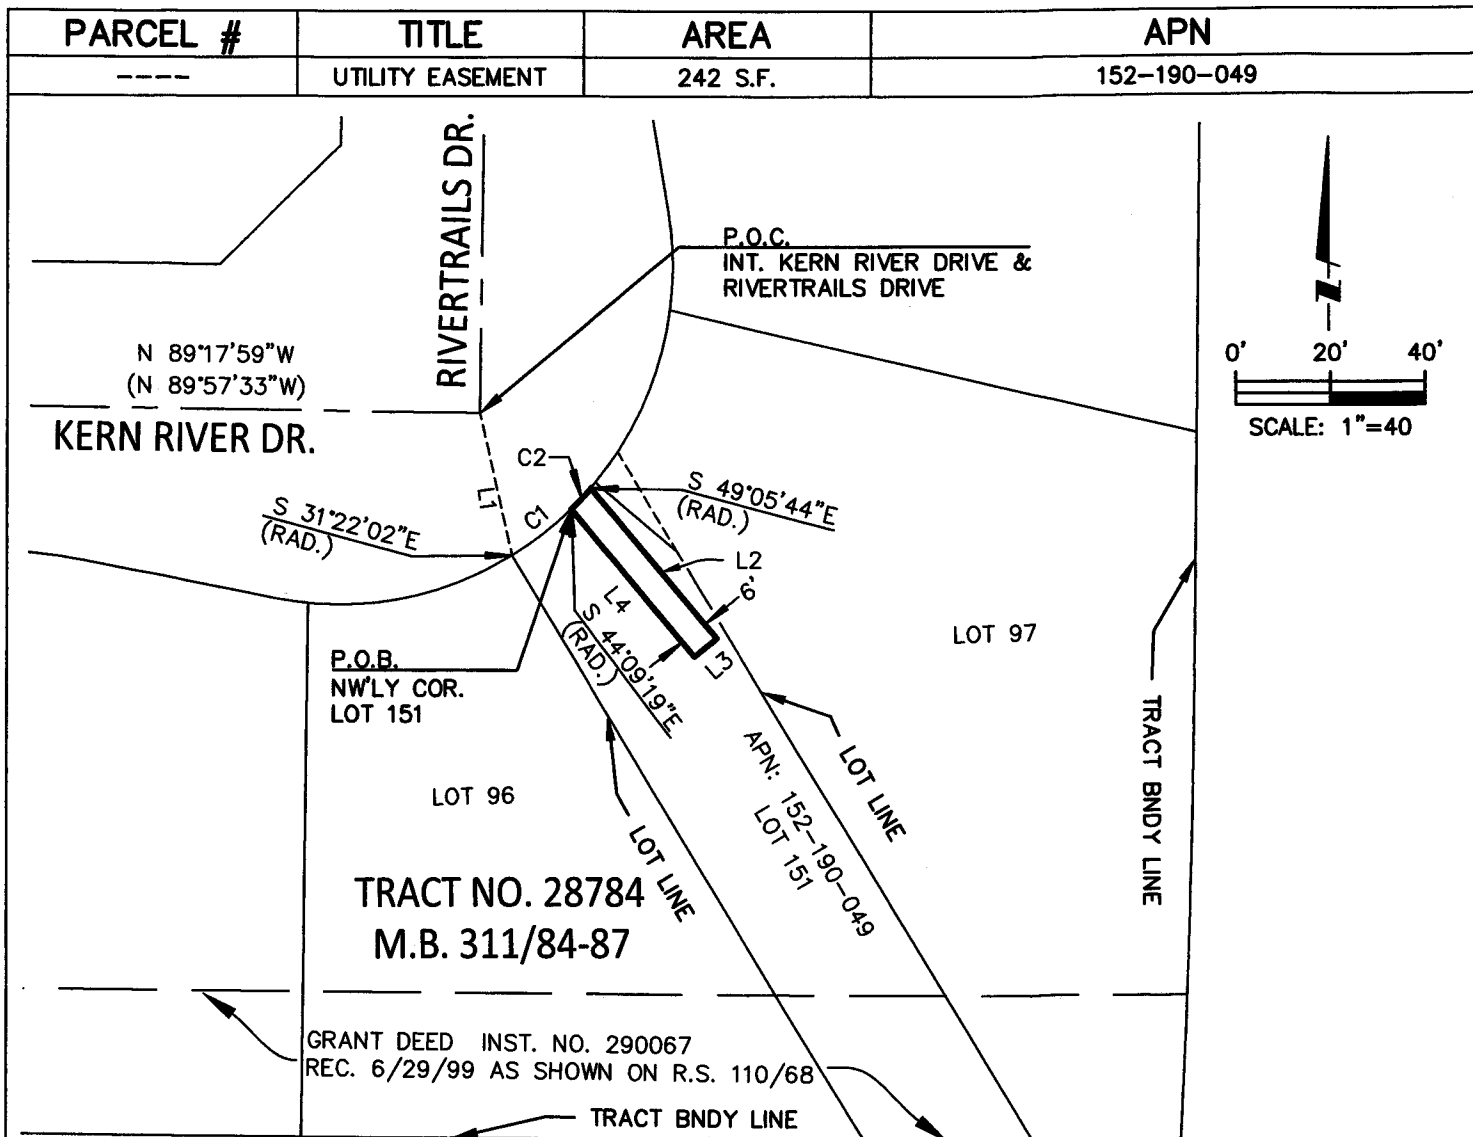 PARCEL # TITLE AREA APN
---- UTILITY EASEMENT 242 S.F. 152-190-049
RIVERTRAILS DR.
P.O.C.
INT. KERN RIVER DRIVE &
RIVERTRAILS DRIVE
N
0' 20' 40'
SCALE: 1"=40
N 89°17'59"W
(N 89°57'33"W)
KERN RIVER DR.
C2
L1
C1
S 49°05'44"E
(RAD.)
S 31°22'02"E
(RAD.)
L2
6'
L4
S 44°09'19"E
(RAD.)
L3
P.O.B.
NW'LY COR.
LOT 151
LOT 97
TRACT BNDY LINE
LOT LINE
APN: 152-190-049
LOT 151
LOT 96
LOT LINE
TRACT NO. 28784
M.B. 311/84-87
GRANT DEED INST. NO. 290067
REC. 6/29/99 AS SHOWN ON R.S. 110/68
TRACT BNDY LINE